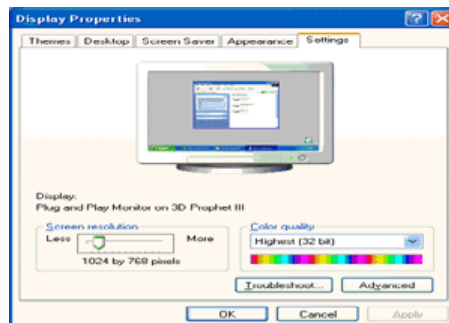 Display Properties
Themes Desktop Screen Saver Appearance Settings
Display:
Plug and Play Monitor on 3D Prophet III
Screen resolution
Less More
1024 by 768 pixels
Color quality
Highest (32 bit)
Troubleshoot... Advanced
OK Cancel Apply